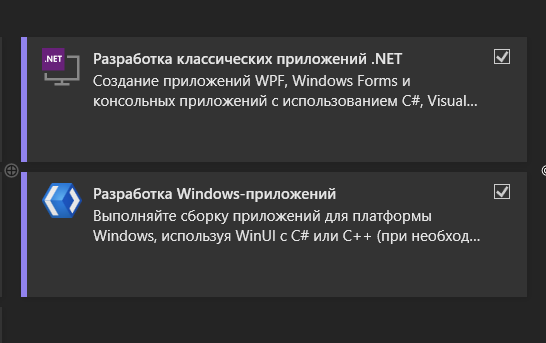 .NET
Разработка классических приложений .NET
Создание приложений WPF, Windows Forms и
консольных приложений с использованием C#, Visual...
Разработка Windows-приложений
Выполняйте сборку приложений для платформы
Windows, используя WinUI с C# или C++ (при необход...